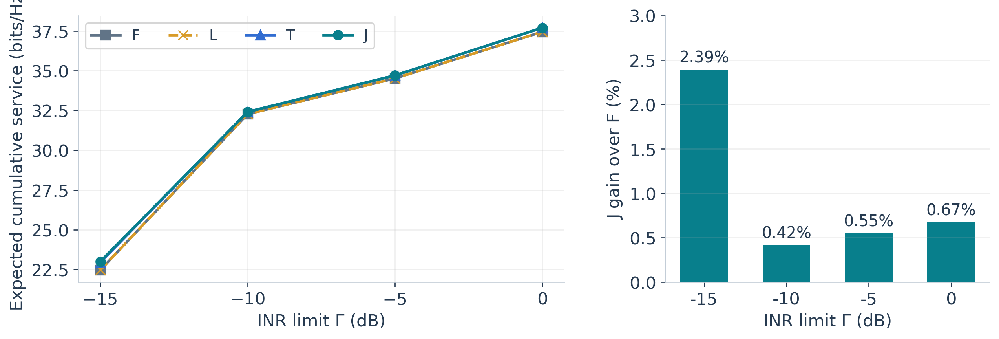 Expected cumulative service (bits/Hz
37.5
35.0
32.5
30.0
27.5
25.0
22.5
F L T J
−15 −10 −5 0
INR limit Γ (dB)
J gain over F (%)
3.0
2.5
2.0
1.5
1.0
0.5
0.0
2.39%
0.42%
0.55%
0.67%
-15 -10 -5 0
INR limit Γ (dB)